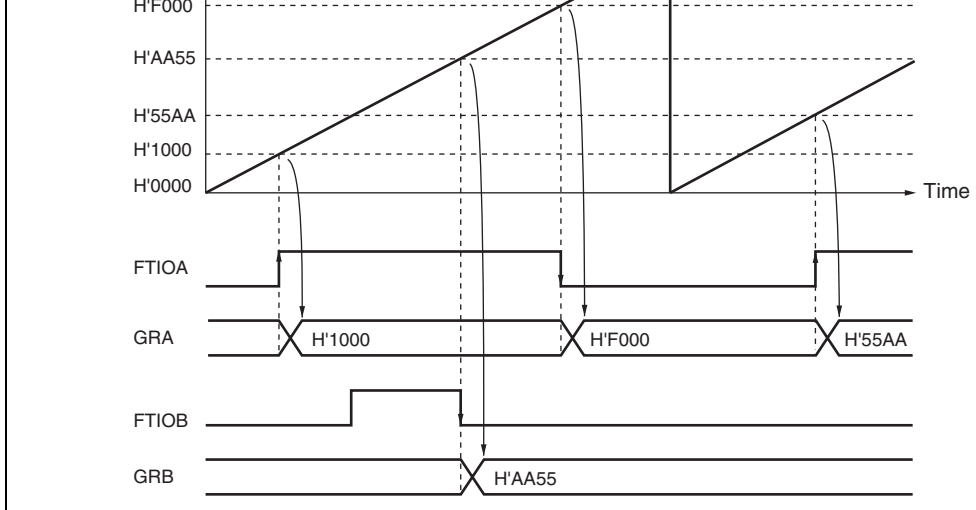 H'F000
H'AA55
H'55AA
H'1000
H'0000
Time
FTIOA
GRA
H'1000
H'F000
H'55AA
FTIOB
GRB
H'AA55